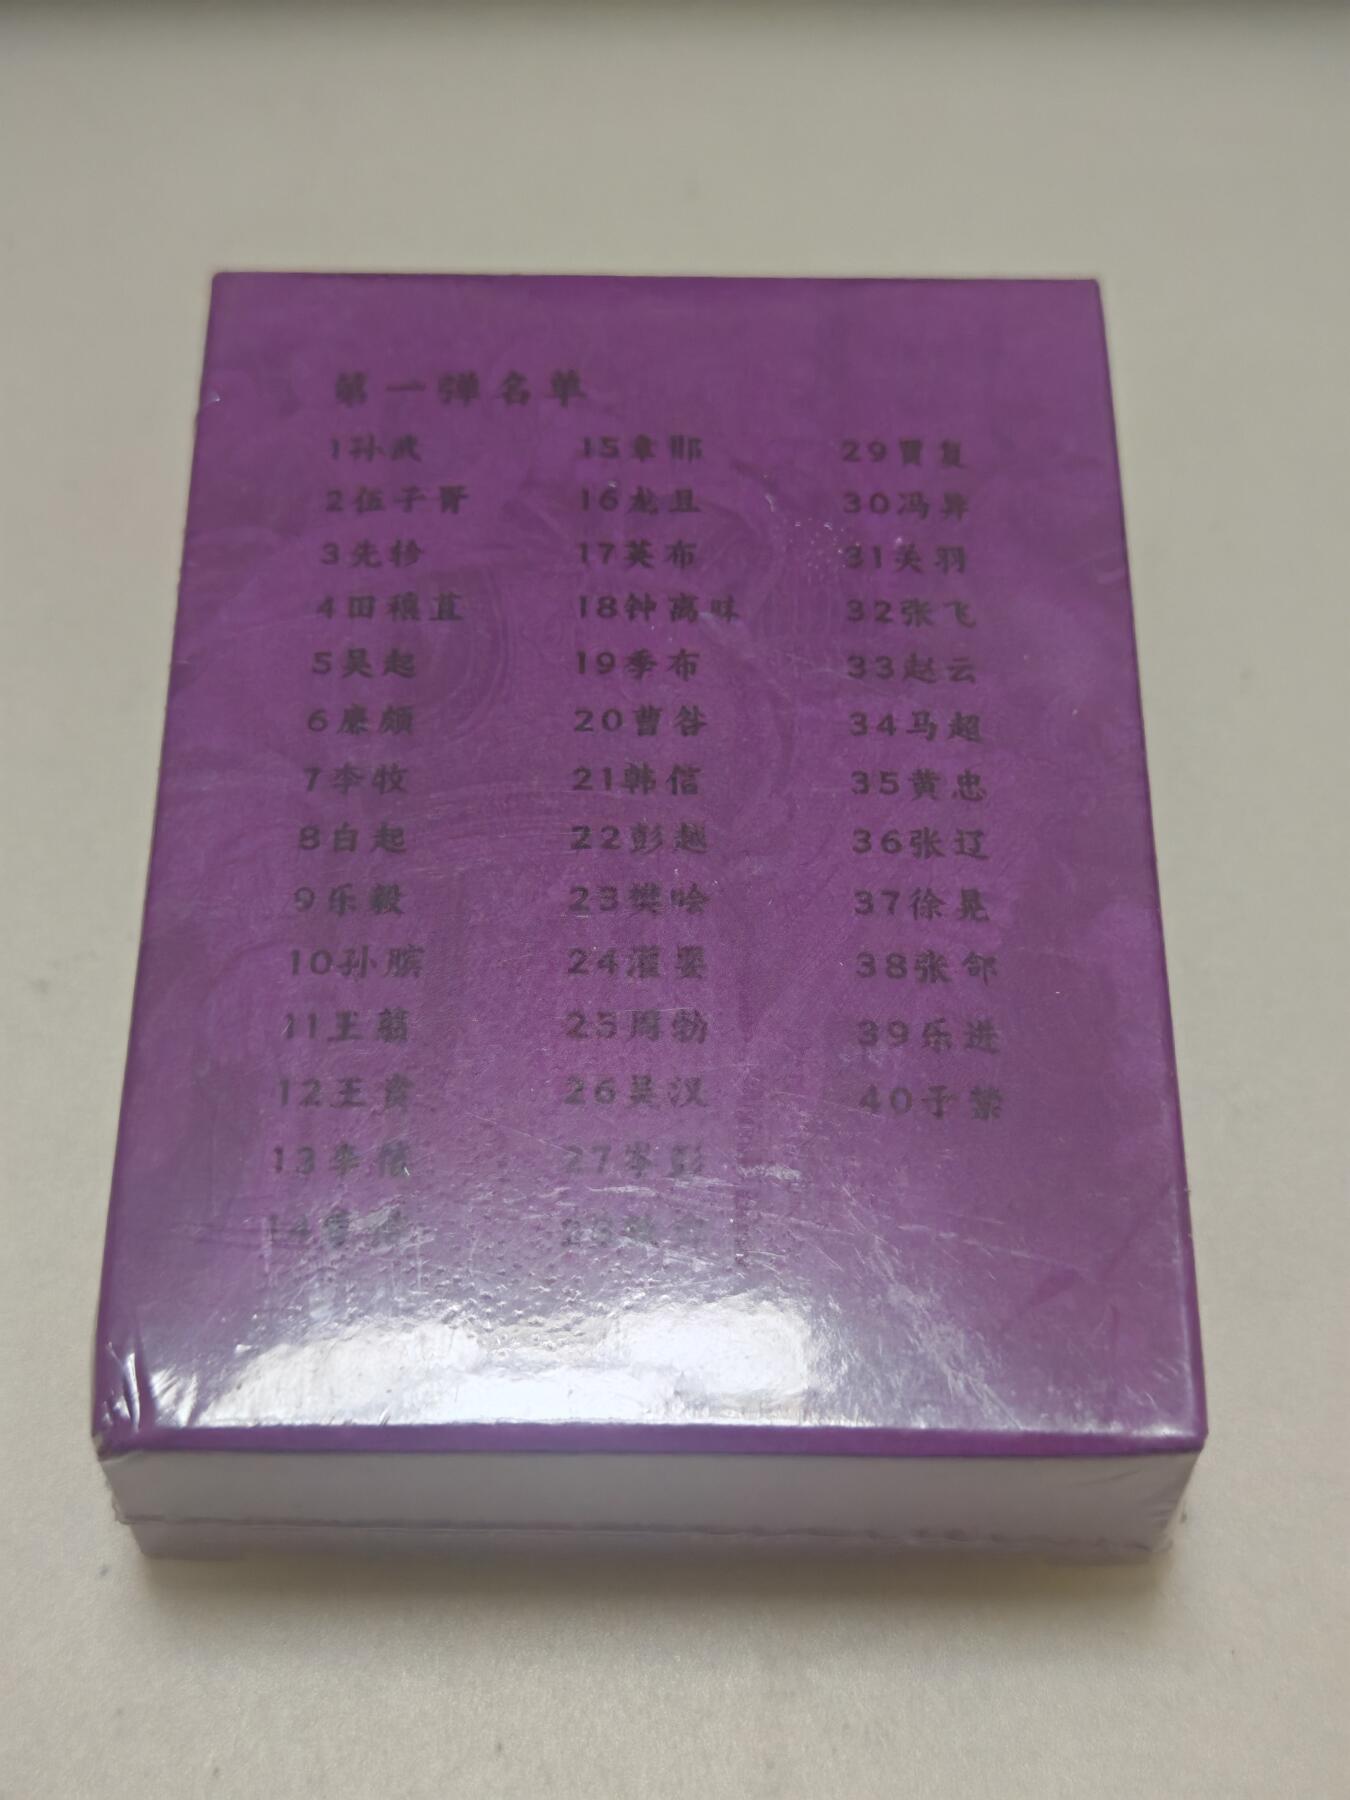 第一弹名单
1孙武
2伍子胥
3先轸
4田穰苴
5吴起
6廉颇
7李牧
8白起
9乐毅
10孙膑
11王翦
12王贲
13李信
14蒙恬
15章邯
16龙且
17英布
18钟离昧
19季布
20曹咎
21韩信
22彭越
23樊哙
24灌婴
25周勃
26吴汉
27岑彭
28
29贾复
30冯异
31关羽
32张飞
33赵云
34马超
35黄忠
36张辽
37徐晃
38张郃
39乐进
40于禁